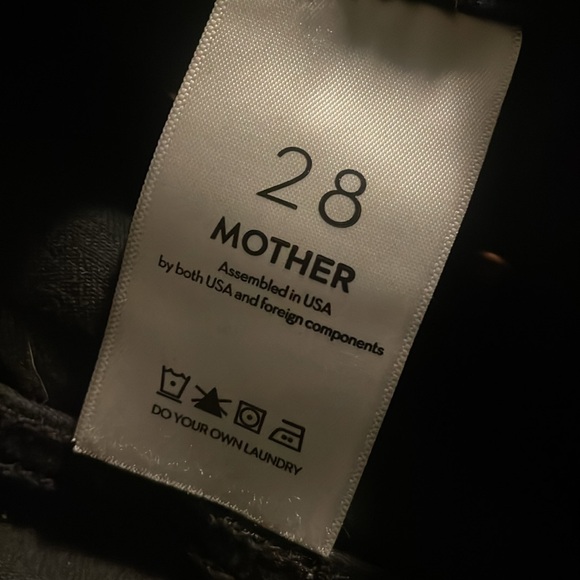 28
MOTHER
Assembled in USA
by both USA and foreign components
DO YOUR OWN LAUNDRY